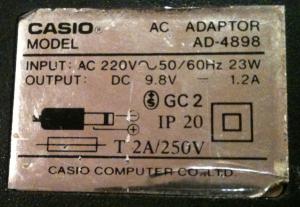 CASIO® AC ADAPTOR
MODEL AD-4898
INPUT: AC 220V∿50/60Hz 23W
OUTPUT: DC 9.8V ⎓ 1.2A
GC 2
IP 20
T 2A/250V
CASIO COMPUTER CO.,LTD.